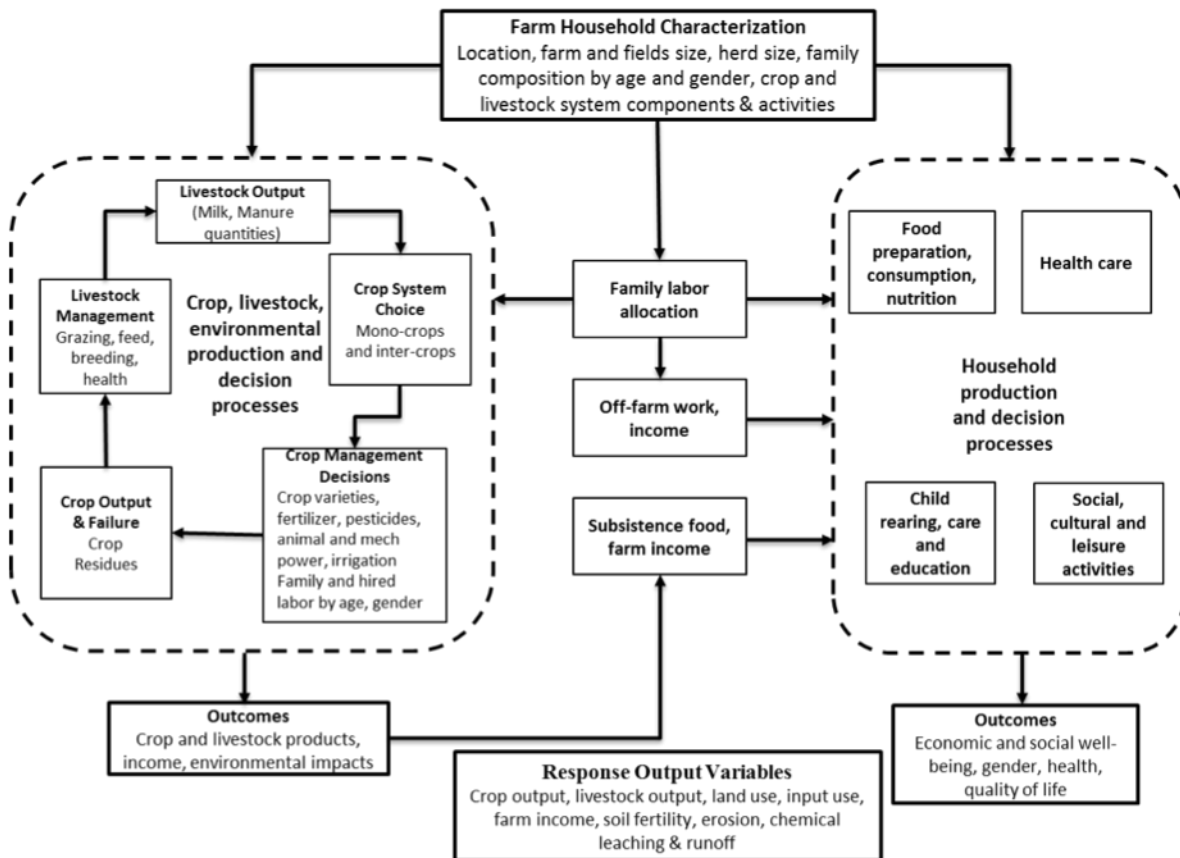 Farm Household Characterization
Location, farm and fields size, herd size, family
composition by age and gender, crop and
livestock system components & activities
Livestock Output
(Milk, Manure
quantities)
Livestock
Management
Grazing, feed,
breeding,
health
Crop, livestock,
environmental
production and
decision
processes
Crop System
Choice
Mono-crops
and inter-crops
Crop Output
& Failure
Crop
Residues
Crop Management
Decisions
Crop varieties,
fertilizer, pesticides,
animal and mech
power, irrigation
Family and hired
labor by age, gender
Outcomes
Crop and livestock products,
income, environmental impacts
Family labor
allocation
Off-farm work,
income
Subsistence food,
farm income
Response Output Variables
Crop output, livestock output, land use, input use,
farm income, soil fertility, erosion, chemical
leaching & runoff
Food
preparation,
consumption,
nutrition
Health care
Household
production
and decision
processes
Child
rearing, care
and
education
Social,
cultural and
leisure
activities
Outcomes
Economic and social well-
being, gender, health,
quality of life